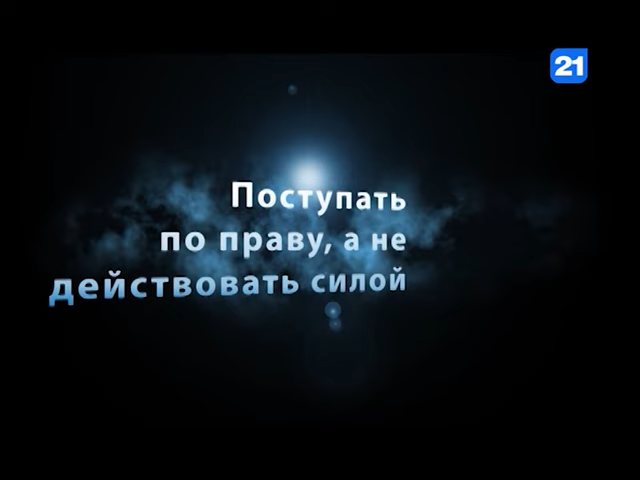 21
Поступать
по праву, а не
действовать силой